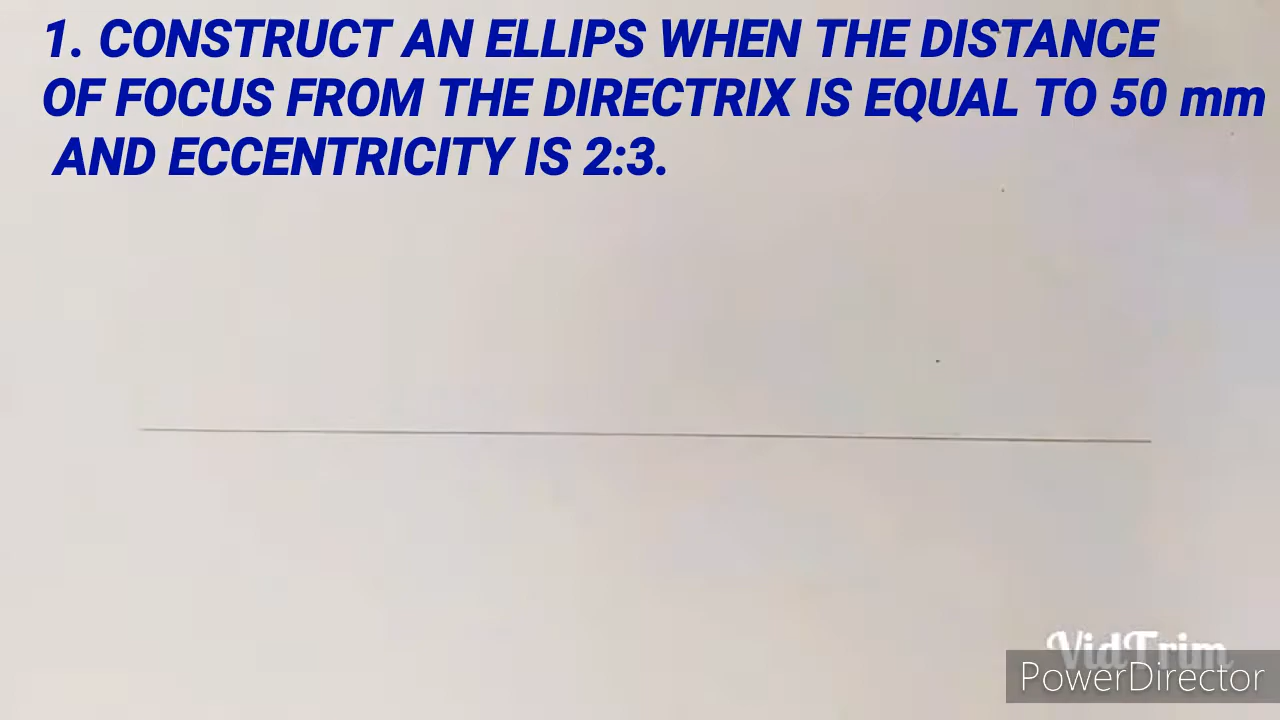 1. CONSTRUCT AN ELLIPS WHEN THE DISTANCE
OF FOCUS FROM THE DIRECTRIX IS EQUAL TO 50 mm
AND ECCENTRICITY IS 2:3.
VidTrim
PowerDirector